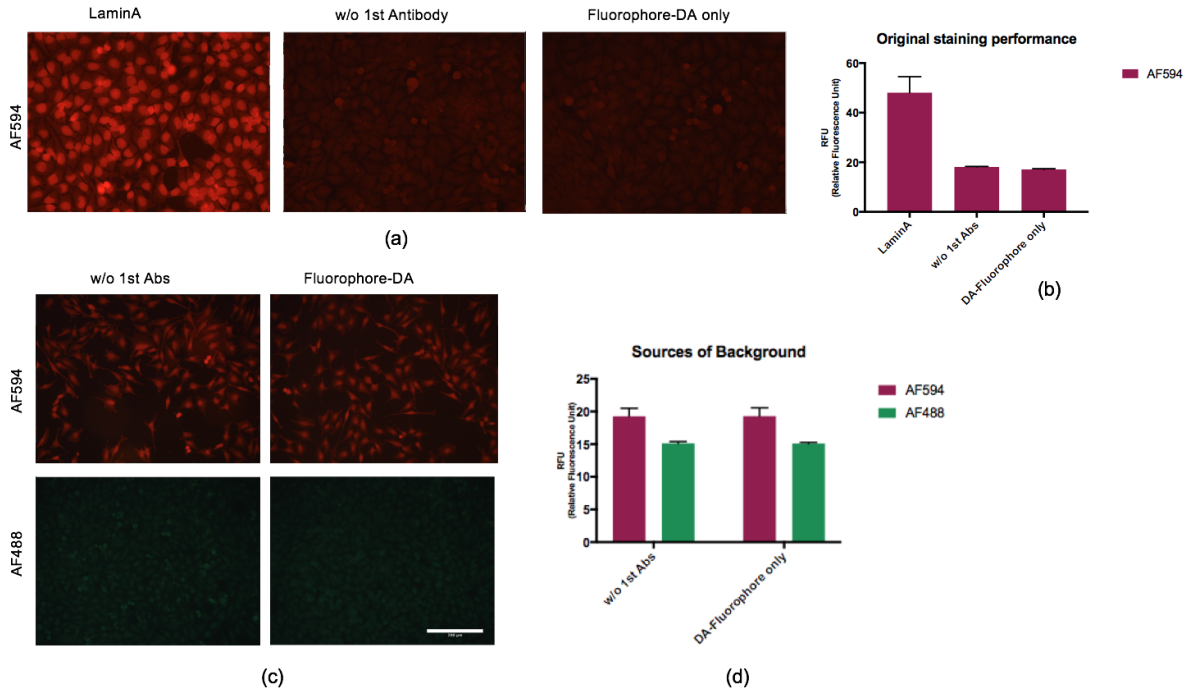 LaminA
w/o 1st Antibody
Fluorophore-DA only
AF594
(a)
Original staining performance
RFU
(Relative Fluorescence Unit)
60
40
20
0
LaminA
w/o 1st Abs
DA-Fluorophore only
AF594
(b)
w/o 1st Abs
Fluorophore-DA
AF594
AF488
(c)
Sources of Background
RFU
(Relative Fluorescence Unit)
25
20
15
10
5
0
w/o 1st Abs
DA-Fluorophore only
AF594
AF488
(d)